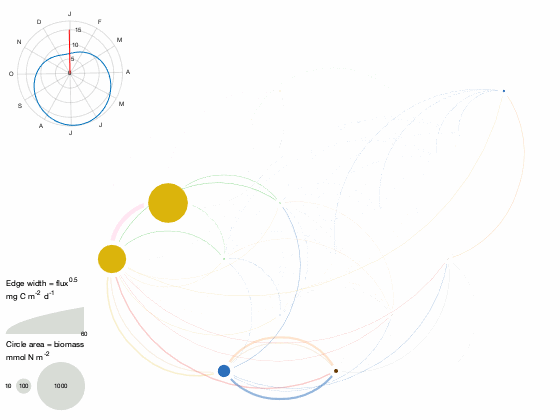 J
D F
N M
15
10
5
0
O A
S M
A J
J
Edge width = flux^0.5
mg C m^-2 d^-1
60
Circle area = biomass
mmol N m^-2
10 100 1000